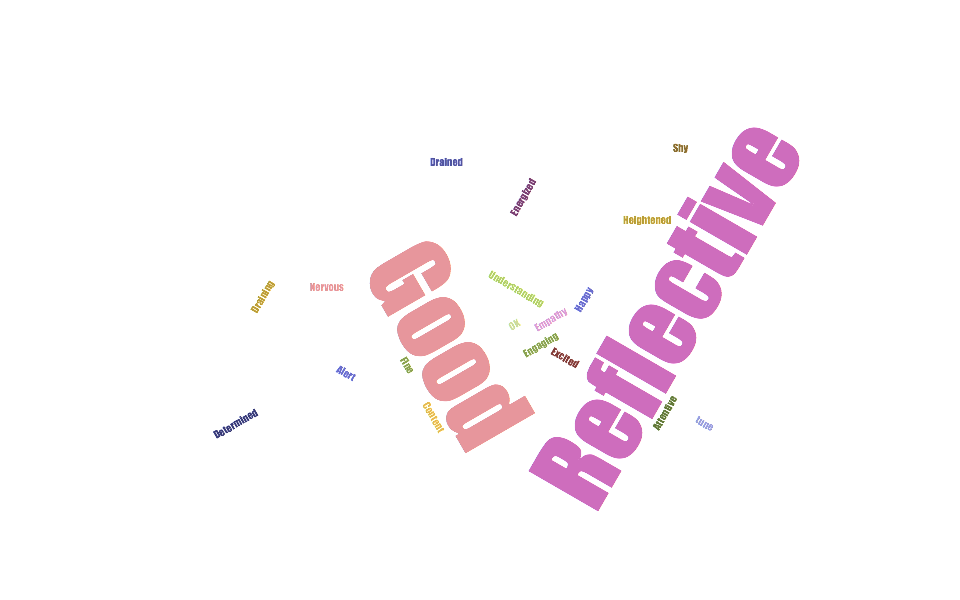 Shy
Drained
Energized
Heightened
Reflective
Good
Understanding
Nervous
Draining
Happy
Empathy
OK
Engaging
Excited
Fine
Alert
Content
Attentive
tune
Determined